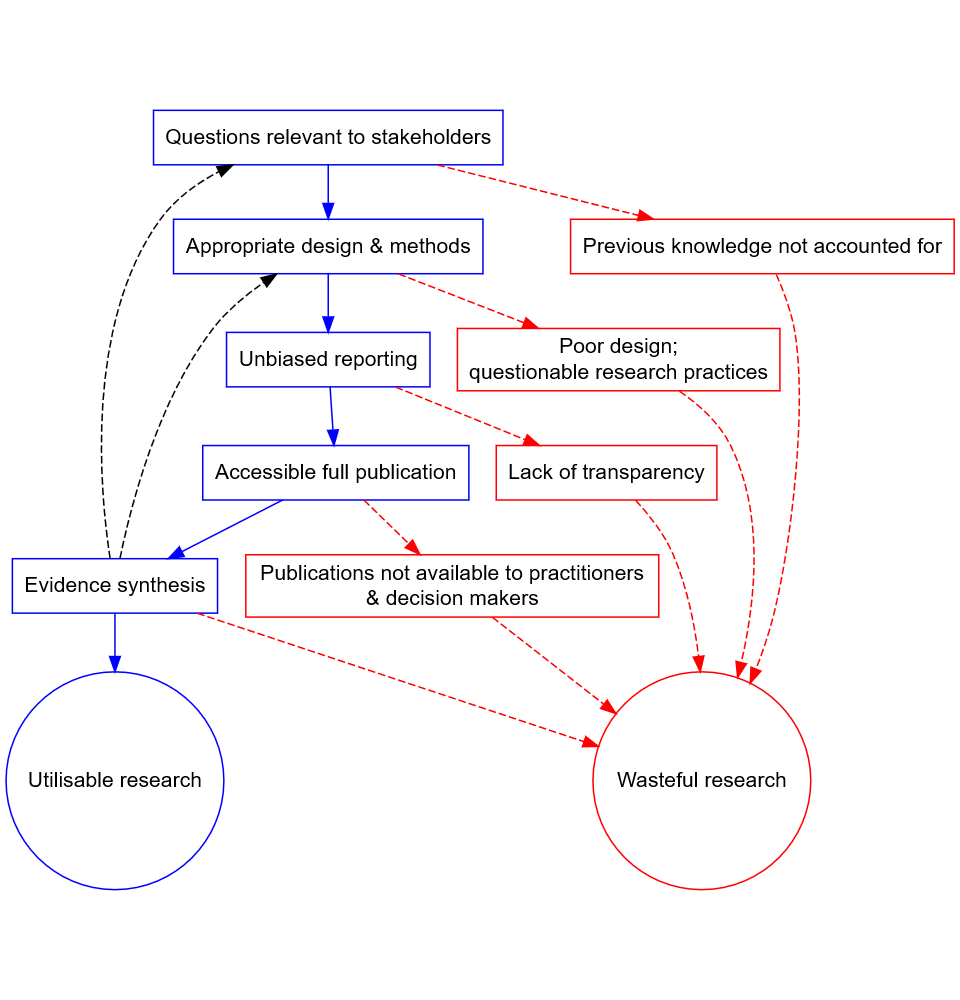 Questions relevant to stakeholders
Appropriate design & methods
Previous knowledge not accounted for
Unbiased reporting
Poor design;
questionable research practices
Accessible full publication
Lack of transparency
Evidence synthesis
Publications not available to practitioners
& decision makers
Utilisable research
Wasteful research